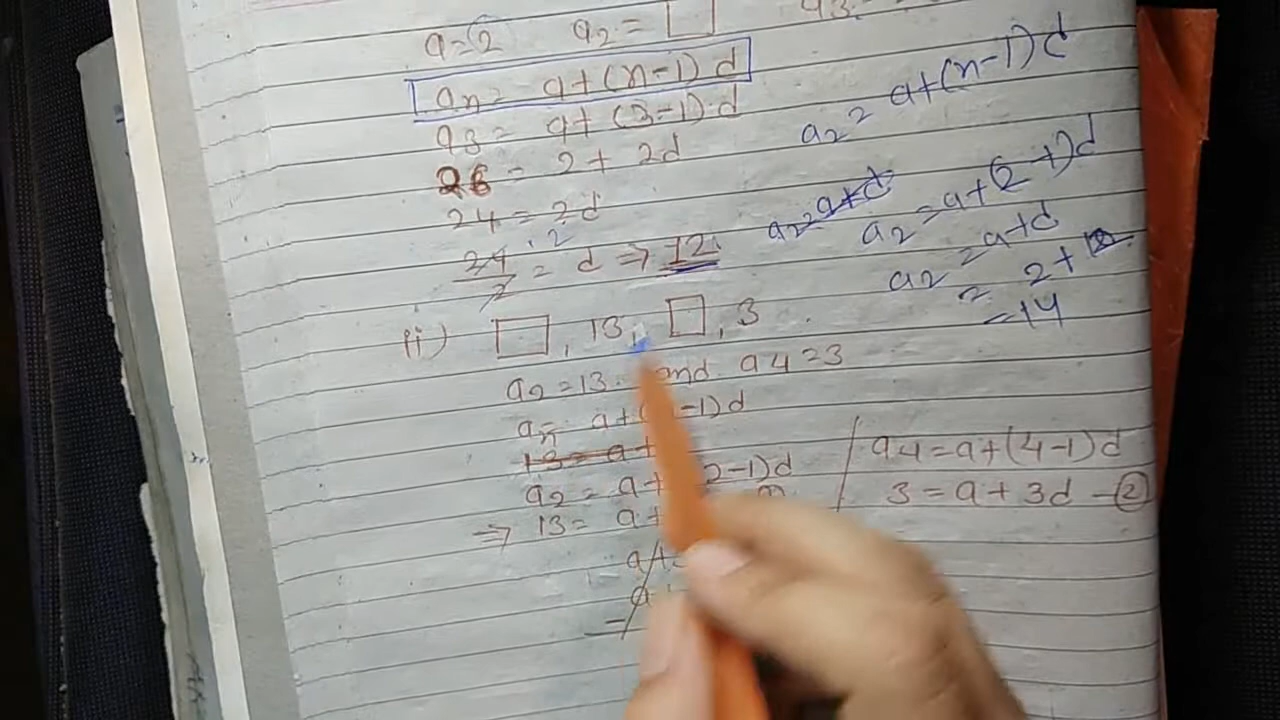 a=2 a2 = □
an = a+(n-1) d
a3 = a+(3-1).d
26 = 2+ 2d
24 = 2d
24/2 = d ⇒ 12.
a2 = a+(n-1)d
a2 = a+d
a2 = a+(2-1)d
a2 = a+d
= 2+12
=14
(ii) □, 13, □, 3.
a2 =13. and a4=3
an = a+(n-1)d
13=a+
a2 = a+(2-1)d
⇒ 13= a+
a4=a+(4-1)d
3=a+3d -②